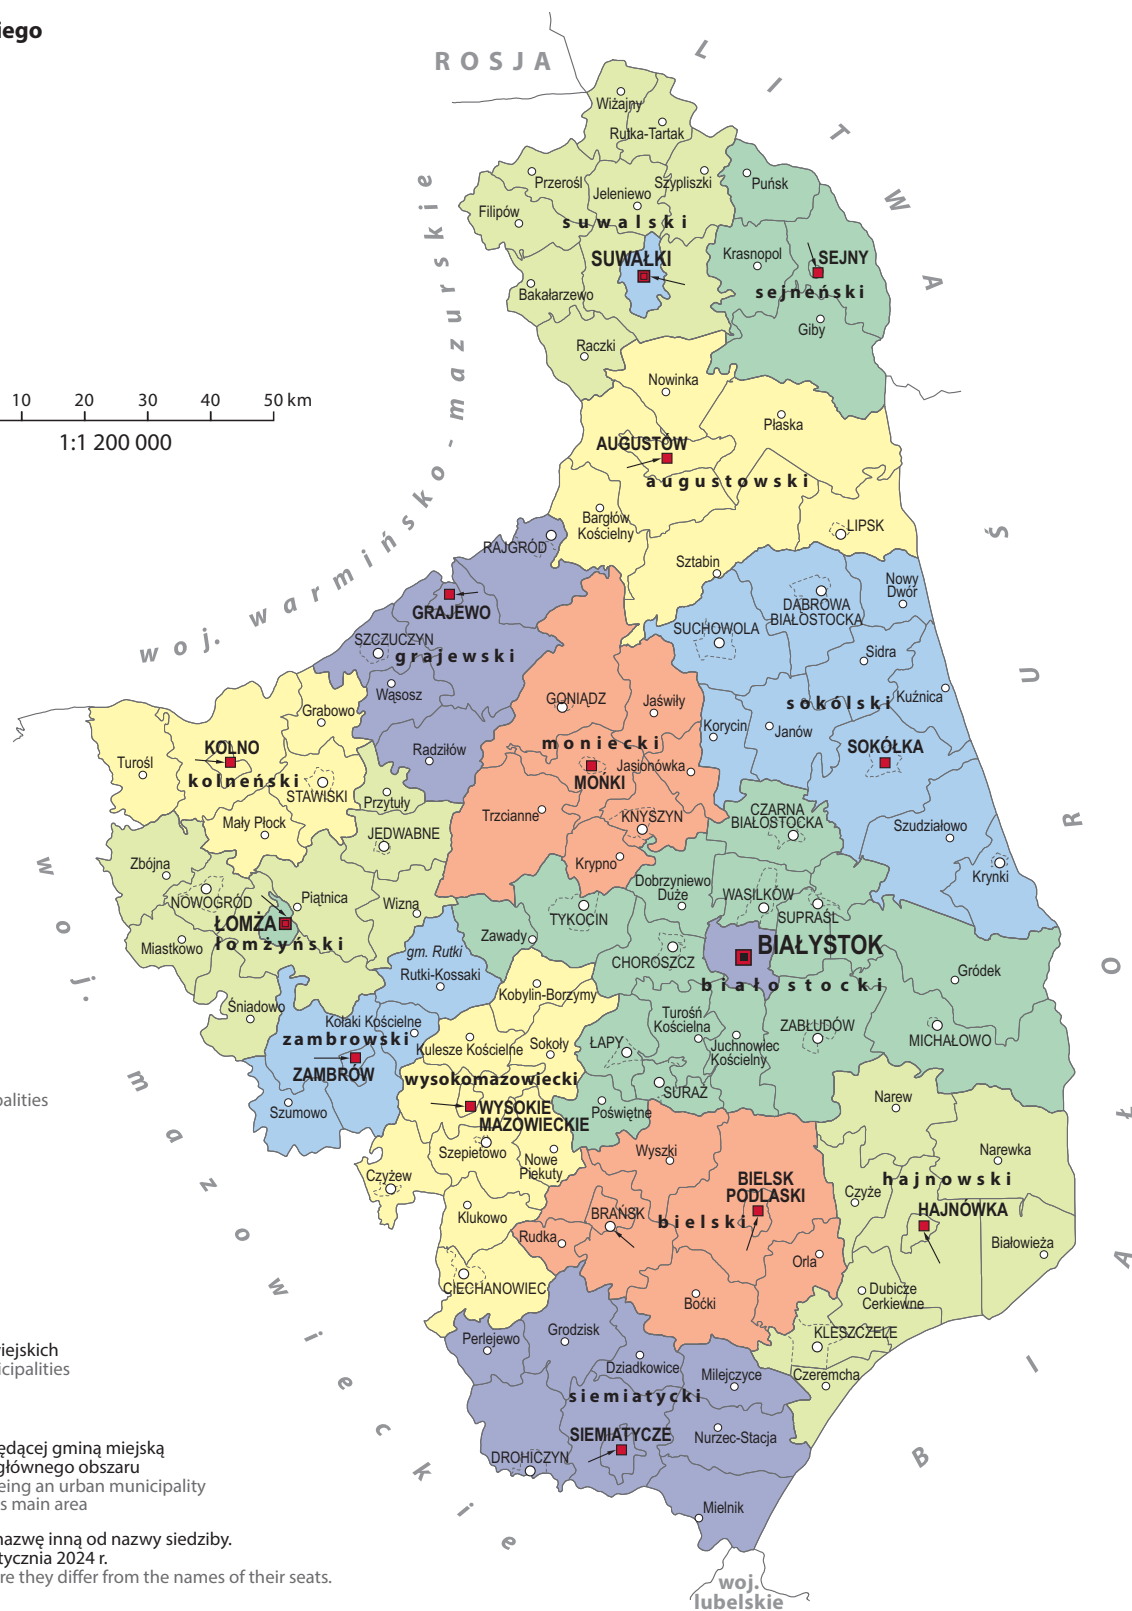 iego
ROSJA
LITWA
BIAŁORUŚ
woj. warmińsko-mazurskie
woj. mazowieckie
woj.
lubelskie
10 20 30 40 50 km
1:1 200 000
Wiżajny
Rutka-Tartak
Przerośl
Szypliszki
Jeleniewo
Filipów
suwalski
SUWAŁKI
Bakałarzewo
Raczki
Puńsk
Krasnopol
SEJNY
sejneński
Giby
Nowinka
Płaska
AUGUSTÓW
augustowski
Bargłów
Kościelny
LIPSK
Sztabin
RAJGRÓD
GRAJEWO
SZCZUCZYN
grajewski
Wąsosz
Radziłów
Nowy
Dwór
DĄBROWA
BIAŁOSTOCKA
SUCHOWOLA
Sidra
Kuźnica
sokólski
Korycin
Janów
SOKÓŁKA
Szudziałowo
Krynki
GONIĄDZ
Jaświły
moniecki
MOŃKI
Jasionówka
Trzcianne
KNYSZYN
Krypno
Grabowo
KOLNO
Turośl
kolneński
STAWISKI
Mały Płock
Przytuły
JEDWABNE
Zbójna
NOWOGRÓD
Piątnica
Wizna
ŁOMŻA
łomżyński
Miastkowo
Śniadowo
CZARNA
BIAŁOSTOCKA
Dobrzyniewo
Duże
WASILKÓW
SUPRAŚL
TYKOCIN
Zawady
CHOROSZCZ
BIAŁYSTOK
białostocki
Gródek
Turośń
Kościelna
ZABŁUDÓW
MICHAŁOWO
ŁAPY
Juchnowiec
Kościelny
SURAŻ
Poświętne
gm. Rutki
Rutki-Kossaki
Kołaki Kościelne
zambrowski
ZAMBRÓW
Szumowo
Kobylin-Borzymy
Kulesze Kościelne
Sokoły
wysokomazowiecki
WYSOKIE
MAZOWIECKIE
Szepietowo
Nowe
Piekuty
Czyżew
Klukowo
CIECHANOWIEC
Wyszki
BIELSK
PODLASKI
BRAŃSK
bielski
Rudka
Orla
Boćki
Narew
Narewka
hajnowski
Czyże
HAJNÓWKA
Białowieża
Dubicze
Cerkiewne
KLESZCZELE
Czeremcha
Perlejewo
Grodzisk
Dziadkowice
Milejczyce
siemiatycki
SIEMIATYCZE
Nurzec-Stacja
DROHICZYN
Mielnik
palities
iejskich
icipalities
ędącej gminą miejską
głównego obszaru
eing an urban municipality
s main area
nazwę inną od nazwy siedziby.
tycznia 2024 r.
re they differ from the names of their seats.